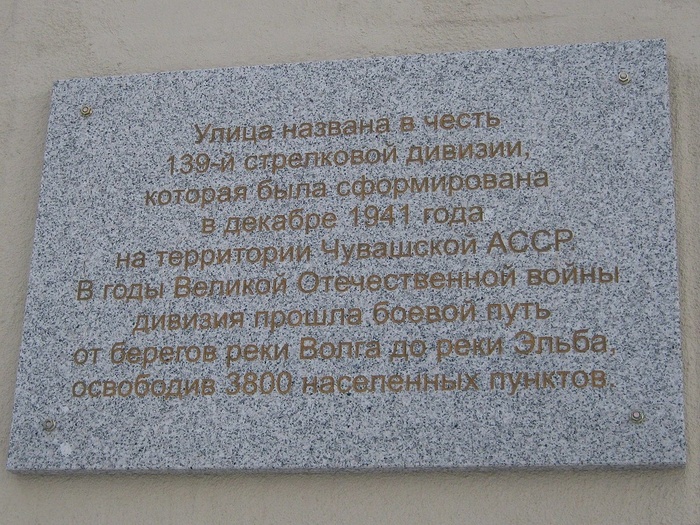 Улица названа в честь
139-й стрелковой дивизии,
которая была сформирована
в декабре 1941 года
на территории Чувашской АССР
В годы Великой Отечественной войны
дивизия прошла боевой путь
от берегов реки Волга до реки Эльба,
освободив 3800 населенных пунктов.